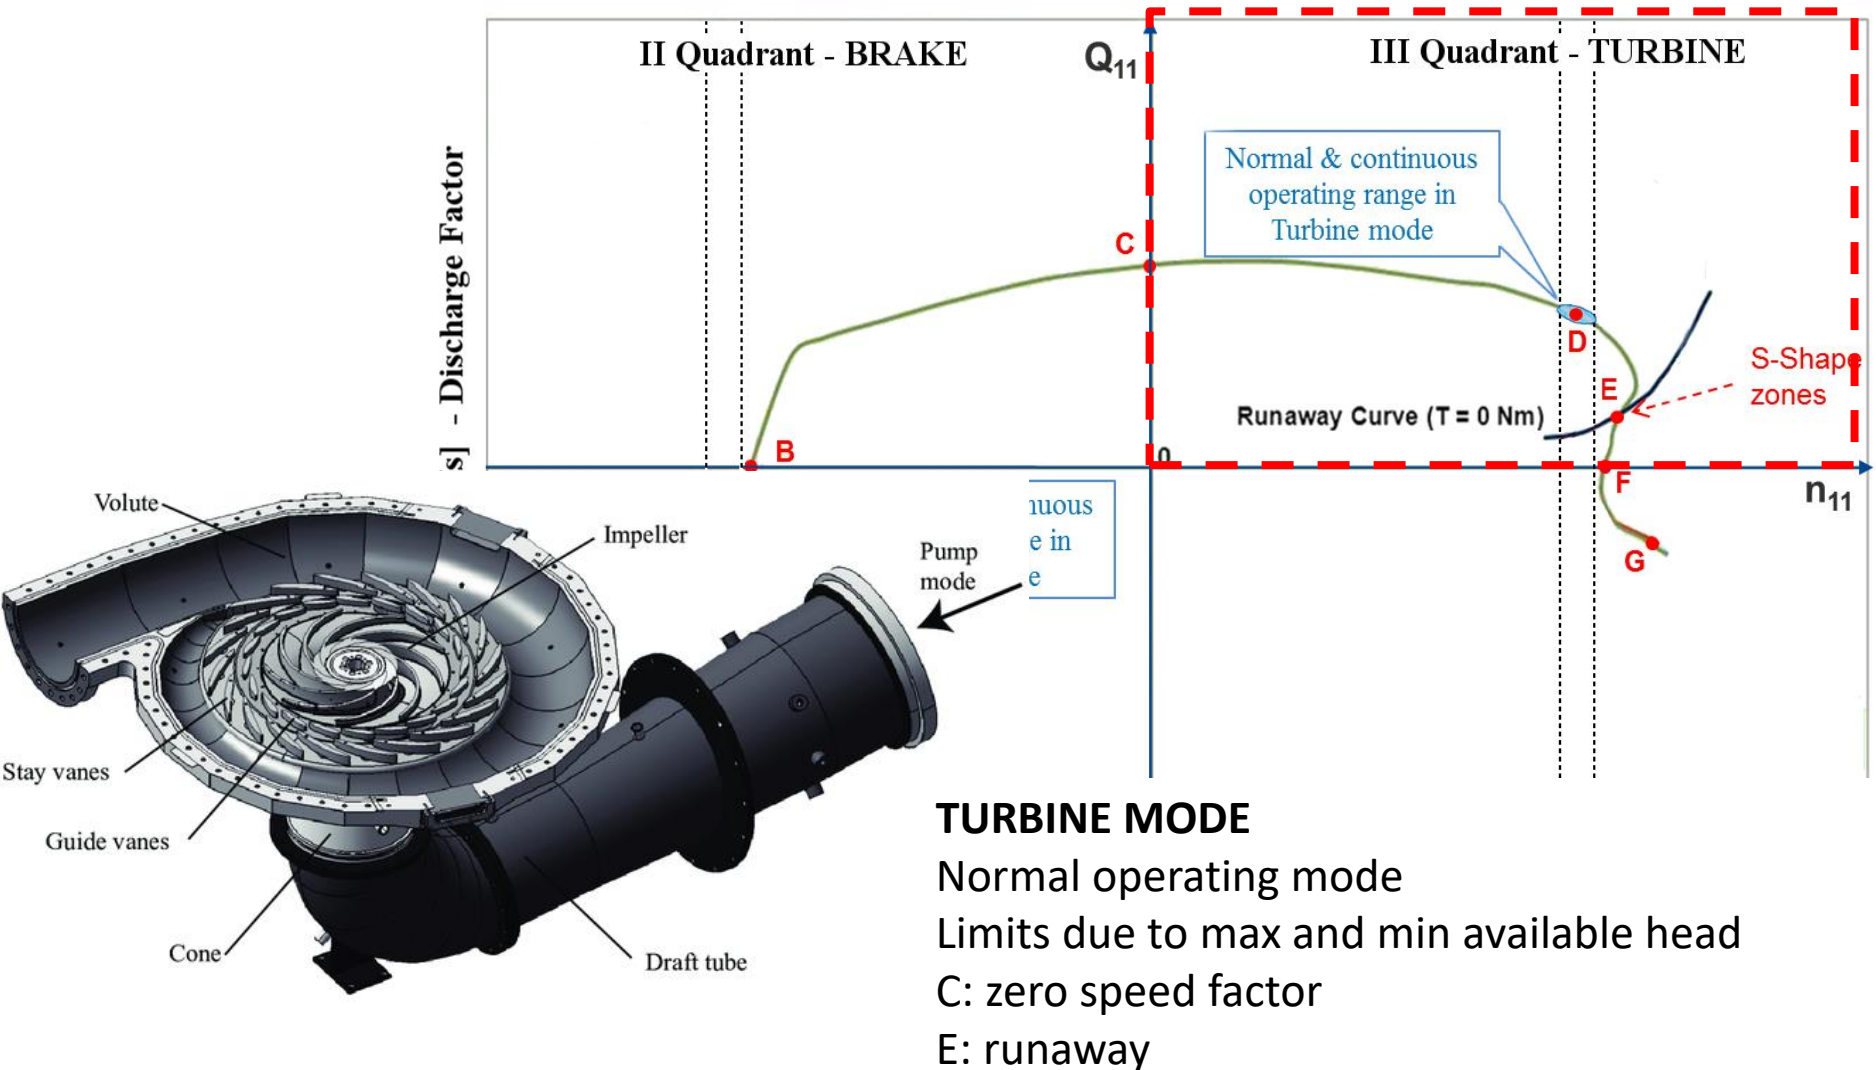 II Quadrant - BRAKE
Q11
III Quadrant - TURBINE
s] - Discharge Factor
Normal & continuous
operating range in
Turbine mode
C
D
E
S-Shape
zones
Runaway Curve (T = 0 Nm)
B
0
F
n11
G
nuous
e in
e
Volute
Impeller
Pump
mode
Stay vanes
Guide vanes
Cone
Draft tube
TURBINE MODE
Normal operating mode
Limits due to max and min available head
C: zero speed factor
E: runaway